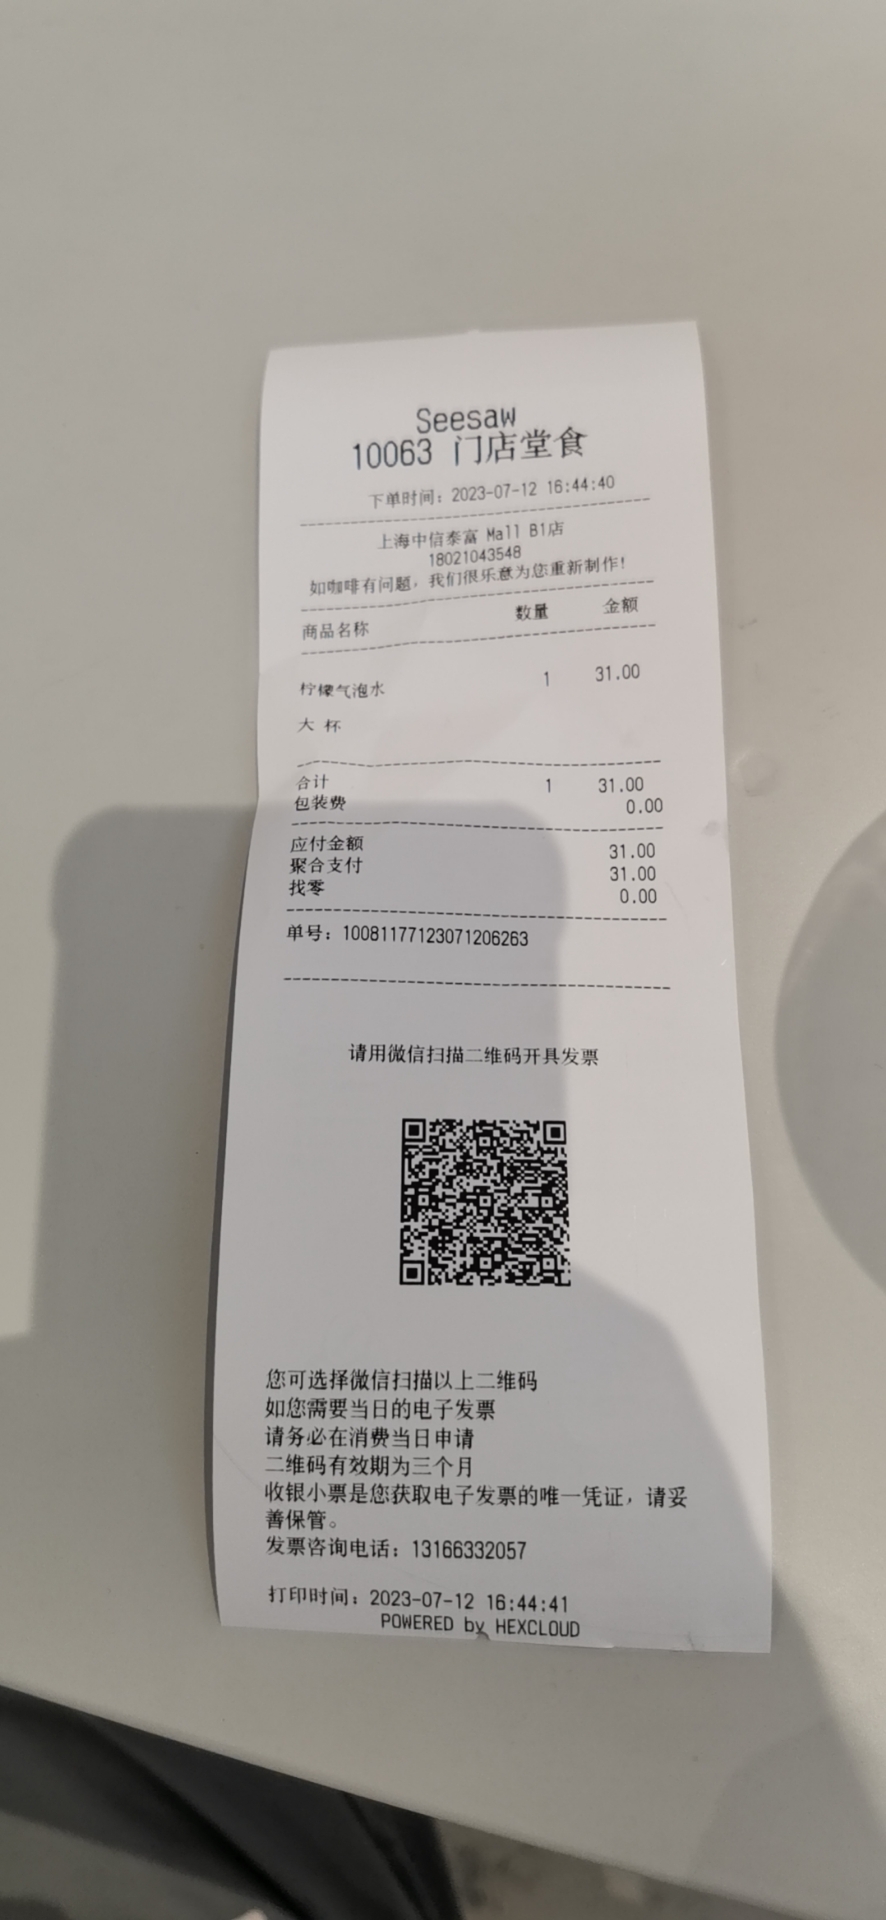 Seesaw
10063 门店堂食
下单时间：2023-07-12 16:44:40
上海中信泰富 Mall B1店
18021043548
如咖啡有问题，我们很乐意为您重新制作！
商品名称 数量 金额
柠檬气泡水 1 31.00
大 杯
合计 1 31.00
包装费 0.00
应付金额 31.00
聚合支付 31.00
找零 0.00
单号：10081177123071206263
请用微信扫描二维码开具发票
您可选择微信扫描以上二维码
如您需要当日的电子发票
请务必在消费当日申请
二维码有效期为三个月
收银小票是您获取电子发票的唯一凭证，请妥
善保管。
发票咨询电话：13166332057
打印时间：2023-07-12 16:44:41
POWERED by HEXCLOUD